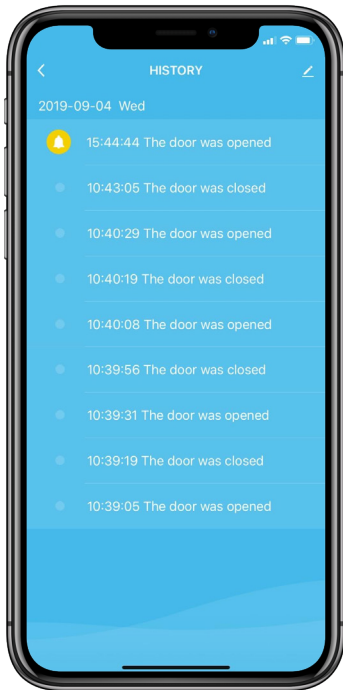 HISTORY
2019-09-04 Wed
15:44:44 The door was opened
10:43:05 The door was closed
10:40:29 The door was opened
10:40:19 The door was closed
10:40:08 The door was opened
10:39:56 The door was closed
10:39:31 The door was opened
10:39:19 The door was closed
10:39:05 The door was opened